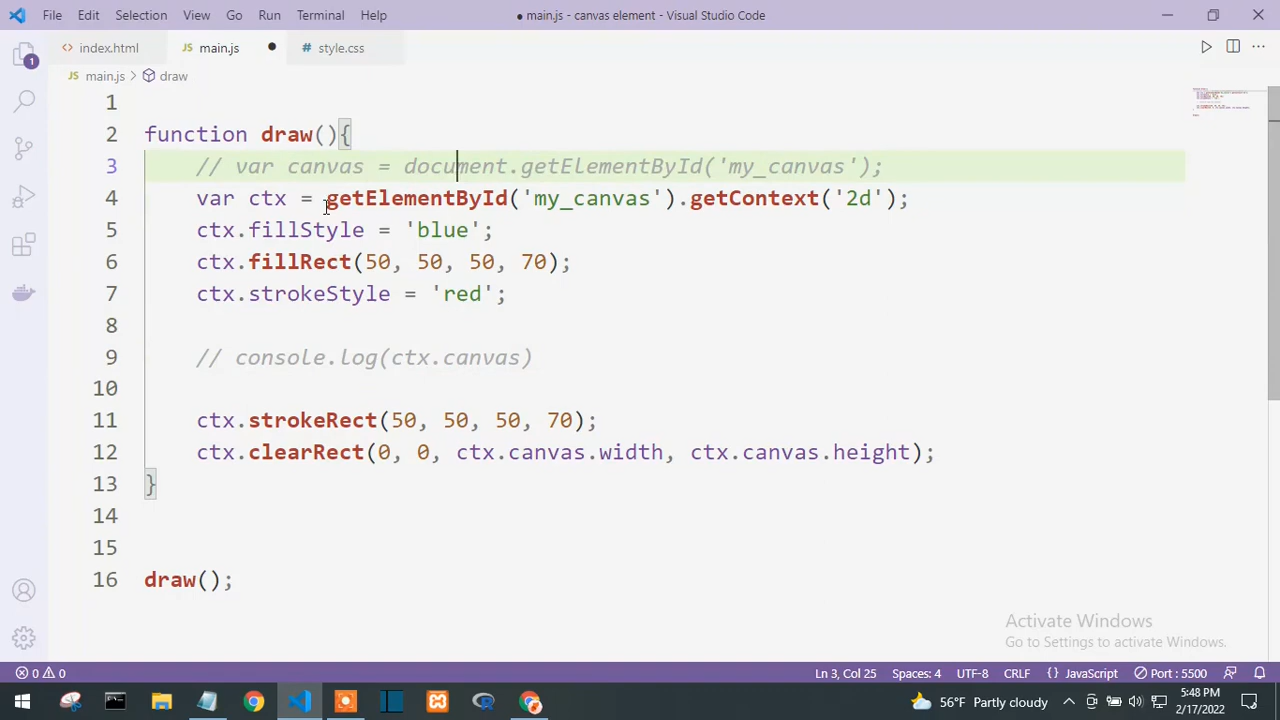 File Edit Selection View Go Run Terminal Help
● main.js - canvas element - Visual Studio Code
<> index.html
JS main.js ●
# style.css
JS main.js > draw
1
2 function draw(){
3 // var canvas = document.getElementById('my_canvas');
4 var ctx = getElementById('my_canvas').getContext('2d');
5 ctx.fillStyle = 'blue';
6 ctx.fillRect(50, 50, 50, 70);
7 ctx.strokeStyle = 'red';
8
9 // console.log(ctx.canvas)
10
11 ctx.strokeRect(50, 50, 50, 70);
12 ctx.clearRect(0, 0, ctx.canvas.width, ctx.canvas.height);
13 }
14
15
16 draw();
1
Activate Windows
Go to Settings to activate Windows.
0 0
Ln 3, Col 25 Spaces: 4 UTF-8 CRLF {} JavaScript Port : 5500
56°F Partly cloudy
5:48 PM
2/17/2022